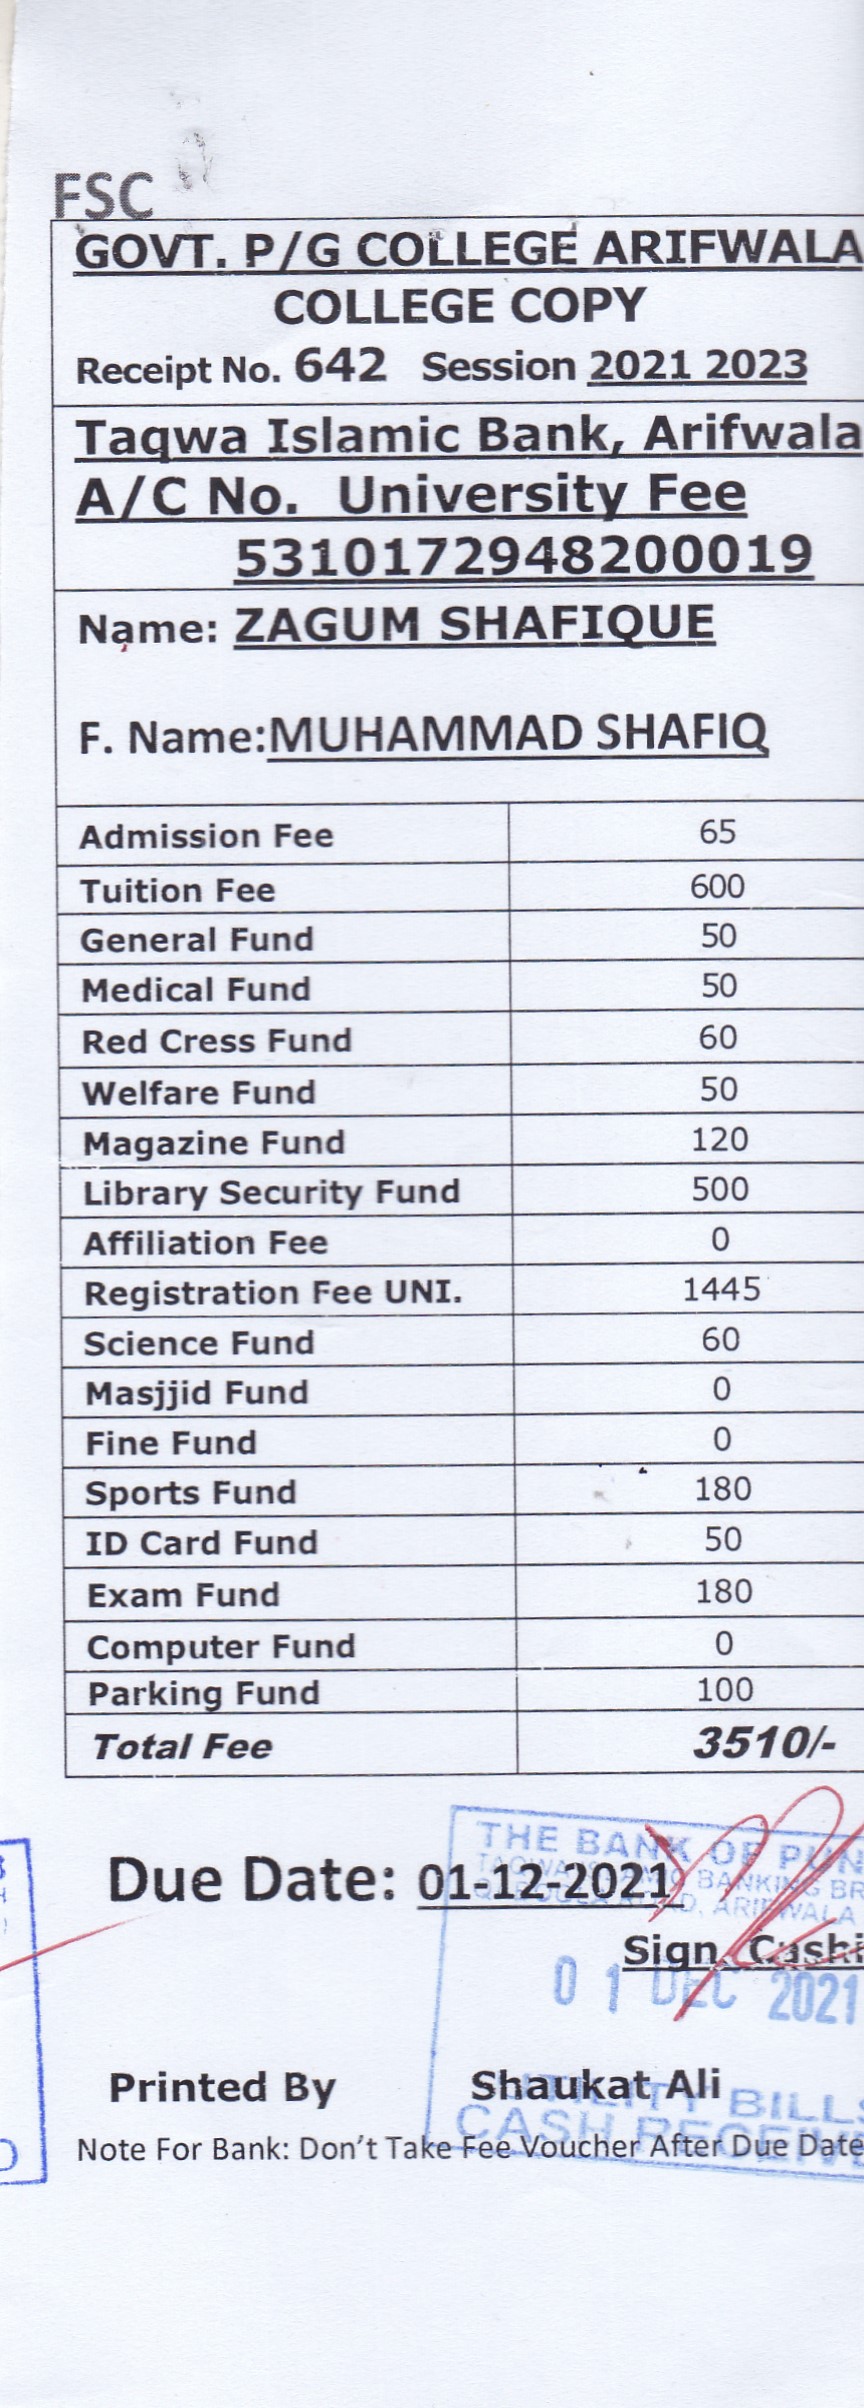 FSC
GOVT. P/G COLLEGE ARIFWALA
COLLEGE COPY
Receipt No. 642 Session 2021 2023
Taqwa Islamic Bank, Arifwala
A/C No. University Fee
5310172948200019
Name: ZAGUM SHAFIQUE
F. Name:MUHAMMAD SHAFIQ
Admission Fee 65
Tuition Fee 600
General Fund 50
Medical Fund 50
Red Cress Fund 60
Welfare Fund 50
Magazine Fund 120
Library Security Fund 500
Affiliation Fee 0
Registration Fee UNI. 1445
Science Fund 60
Masjjid Fund 0
Fine Fund 0
Sports Fund 180
ID Card Fund 50
Exam Fund 180
Computer Fund 0
Parking Fund 100
Total Fee 3510/-
THE BANK OF PUN
TAQWA ISLAMIC BANKING BR
ROAD, ARIFWALA
Due Date: 01-12-2021
Sign. Cashi
01 DEC 2021
Printed By Shaukat Ali
UTILITY BILLS
CASH RECEIVE
Note For Bank: Don't Take Fee Voucher After Due Date